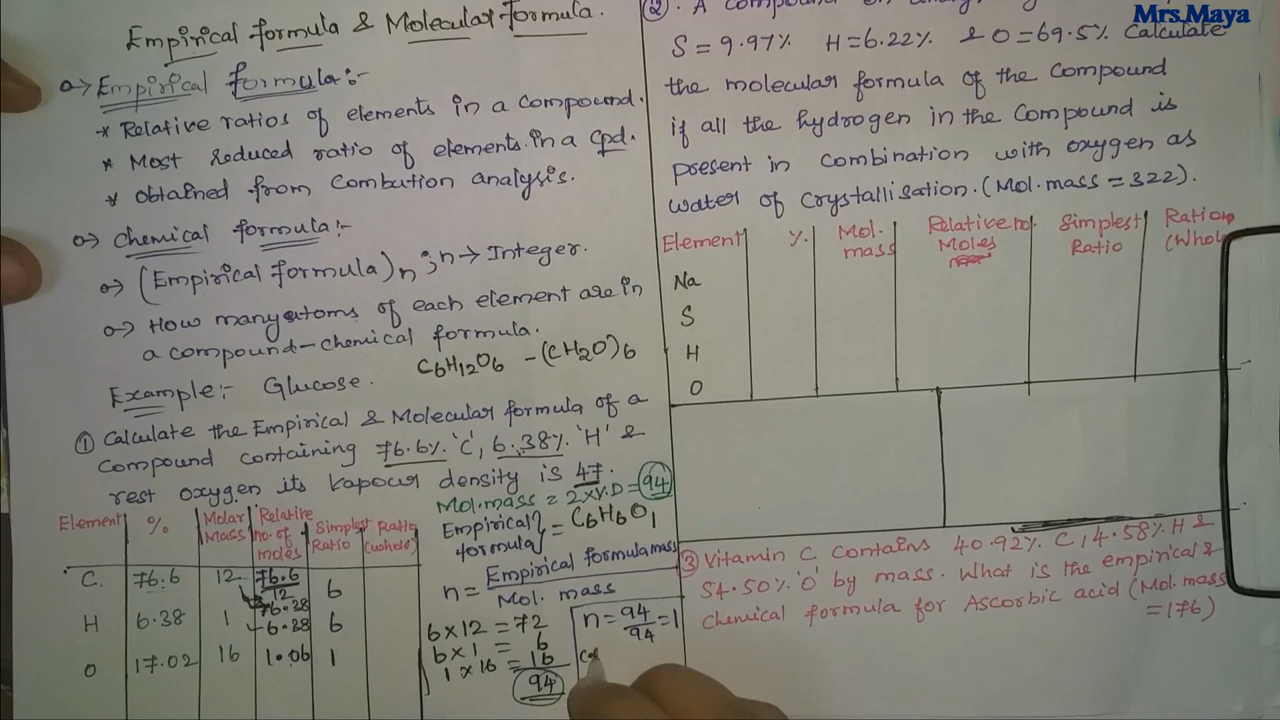 Mrs.Maya
Empirical formula & Molecular formula.
Empirical formula:-
* Relative ratios of elements in a compound.
* Most reduced ratio of elements in a cpd.
* Obtained from Combution analysis.
Chemical formula:-
(Empirical formula)n ; n → Integer.
How many atoms of each element are in
a compound - chemical formula.
Example:- Glucose. C6H12O6 - (CH2O)6
① Calculate the Empirical & Molecular formula of a
Compound containing 76.6% 'C', 6.38% 'H' &
rest oxygen its Vapour density is 47.
Mol.mass = 2 x V.D = 94
Element % Molar Mass Relative no. of moles Simplest Ratio Ratio (whole)
C. 76.6 12 76.6/12 6
H 6.38 1 6.38 6
O 17.02 16 1.06 1
Empirical formula = C6H6O1
n = Empirical formula mass / Mol. mass
6 x 12 = 72
6 x 1 = 6
1 x 16 = 16
94
n = 94/94 = 1
② . A compound on
S = 9.97% H = 6.22% & O = 69.5% Calculate
the molecular formula of the Compound
if all the hydrogen in the Compound is
present in combination with oxygen as
water of crystallisation. (Mol. mass = 322).
Element % Mol. mass Relative no. Moles Simplest Ratio Ratio (Whole
Na
S
H
O
③ Vitamin C contains 40.92% C, 4.58% H &
54.50% 'O' by mass. What is the empirical &
chemical formula for Ascorbic acid (Mol. mass
= 176)